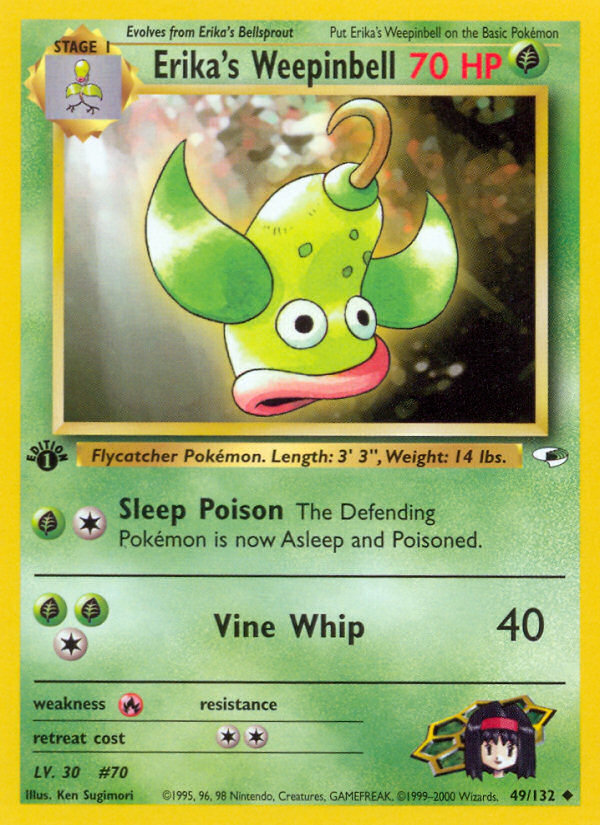 Evolves from Erika's Bellsprout
Put Erika's Weepinbell on the Basic Pokémon
STAGE 1
Erika's Weepinbell 70 HP
EDITION
1
Flycatcher Pokémon. Length: 3' 3", Weight: 14 lbs.
Sleep Poison The Defending
Pokémon is now Asleep and Poisoned.
Vine Whip 40
weakness resistance
retreat cost
LV. 30 #70
Illus. Ken Sugimori ©1995, 96, 98 Nintendo, Creatures, GAMEFREAK. ©1999–2000 Wizards. 49/132